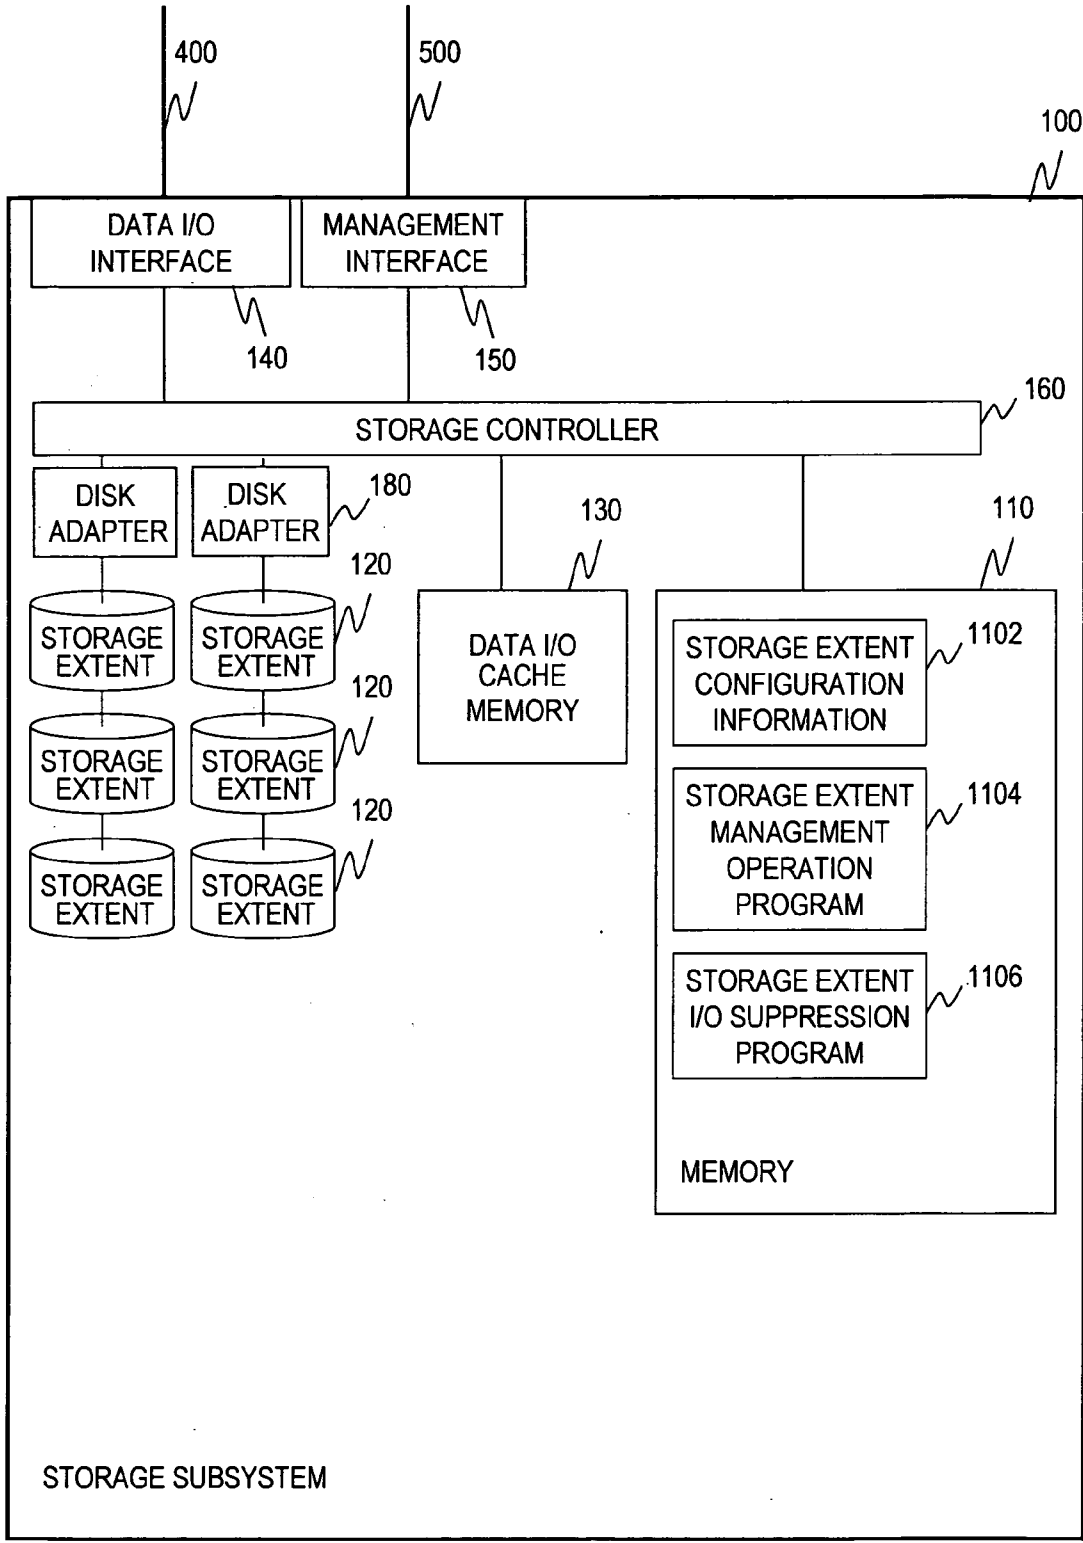 400
500
100
DATA I/O
INTERFACE
MANAGEMENT
INTERFACE
140
150
160
STORAGE CONTROLLER
DISK
ADAPTER
DISK
ADAPTER
180
130
110
120
STORAGE
EXTENT
STORAGE
EXTENT
DATA I/O
CACHE
MEMORY
STORAGE EXTENT
CONFIGURATION
INFORMATION
1102
120
STORAGE
EXTENT
STORAGE
EXTENT
STORAGE EXTENT
MANAGEMENT
OPERATION
PROGRAM
1104
120
STORAGE
EXTENT
STORAGE
EXTENT
STORAGE EXTENT
I/O SUPPRESSION
PROGRAM
1106
MEMORY
STORAGE SUBSYSTEM